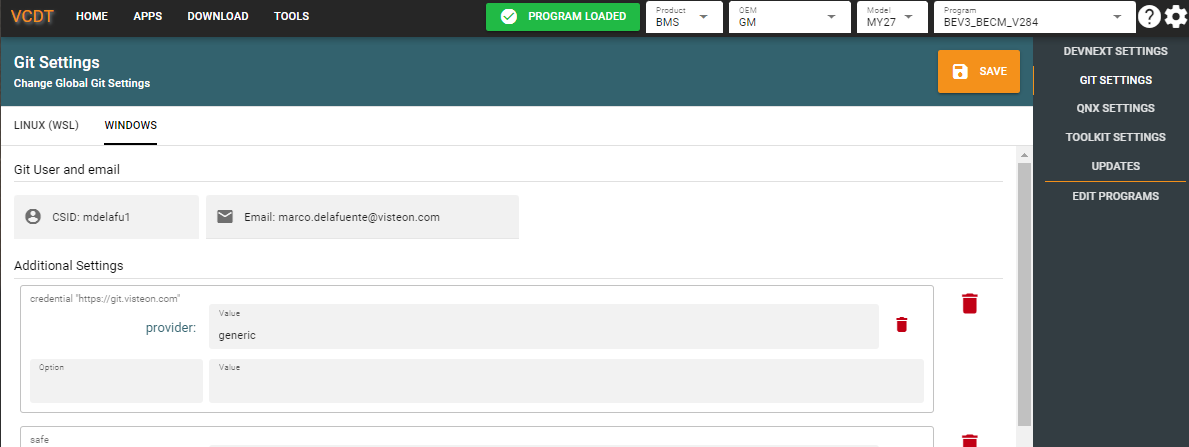 VCDT HOME APPS DOWNLOAD TOOLS PROGRAM LOADED Product BMS OEM GM Model MY27 Program BEV3_BECM_V284
Git Settings
Change Global Git Settings
SAVE
DEVNEXT SETTINGS
GIT SETTINGS
QNX SETTINGS
TOOLKIT SETTINGS
UPDATES
EDIT PROGRAMS
LINUX (WSL) WINDOWS
Git User and email
CSID: mdelafu1 Email: marco.delafuente@visteon.com
Additional Settings
credential "https://git.visteon.com"
provider: Value
generic
Option Value
safe